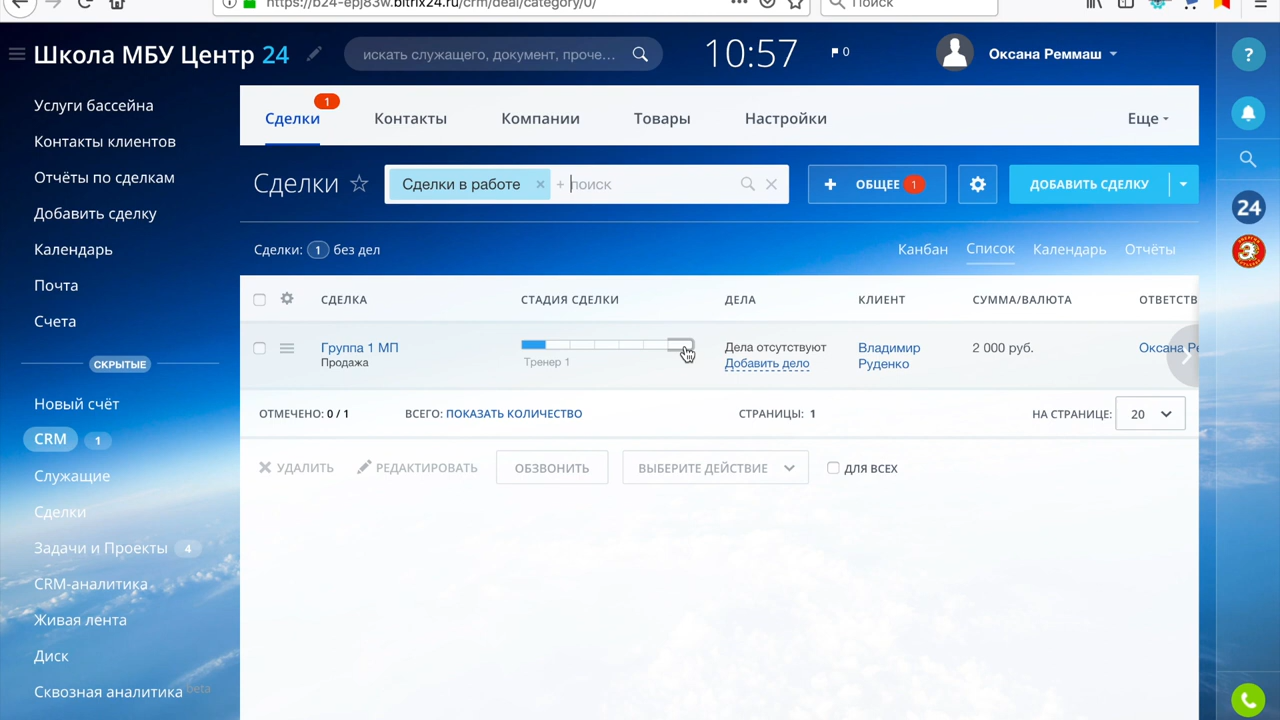 https://b24-epj83w.bitrix24.ru/crm/deal/category/0/
Поиск
Школа МБУ Центр 24
искать служащего, документ, проче...
10:57
0
Оксана Реммаш
?
Услуги бассейна
Контакты клиентов
Отчёты по сделкам
Добавить сделку
Календарь
Почта
Счета
СКРЫТЫЕ
Новый счёт
CRM 1
Служащие
Сделки
Задачи и Проекты 4
CRM-аналитика
Живая лента
Диск
Сквозная аналитика beta
Сделки 1
Контакты
Компании
Товары
Настройки
Еще
Сделки
Сделки в работе × + поиск
+ ОБЩЕЕ 1
ДОБАВИТЬ СДЕЛКУ
24
Сделки: 1 без дел
Канбан
Список
Календарь
Отчёты
СДЕЛКА
СТАДИЯ СДЕЛКИ
ДЕЛА
КЛИЕНТ
СУММА/ВАЛЮТА
ОТВЕТСТВ
Группа 1 МП
Продажа
Тренер 1
Дела отсутствуют
Добавить дело
Владимир
Руденко
2 000 руб.
Оксана Ре
ОТМЕЧЕНО: 0 / 1
ВСЕГО: ПОКАЗАТЬ КОЛИЧЕСТВО
СТРАНИЦЫ: 1
НА СТРАНИЦЕ: 20
УДАЛИТЬ
РЕДАКТИРОВАТЬ
ОБЗВОНИТЬ
ВЫБЕРИТЕ ДЕЙСТВИЕ
ДЛЯ ВСЕХ